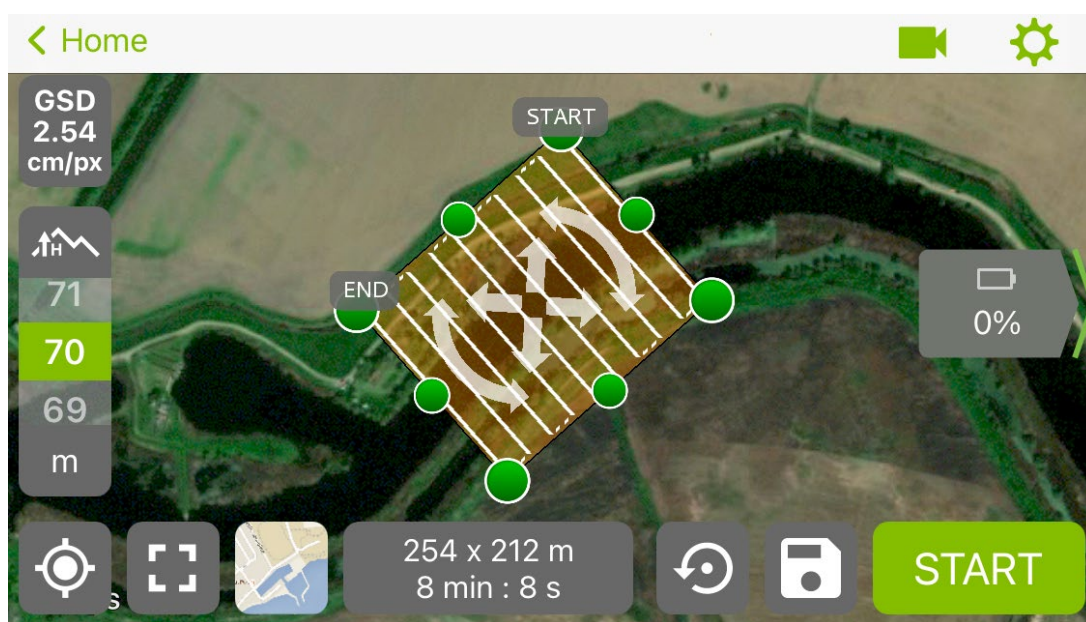 Home
GSD
2.54
cm/px
START
H
END
71
70
69
m
0%
254 x 212 m
8 min : 8 s
START
s